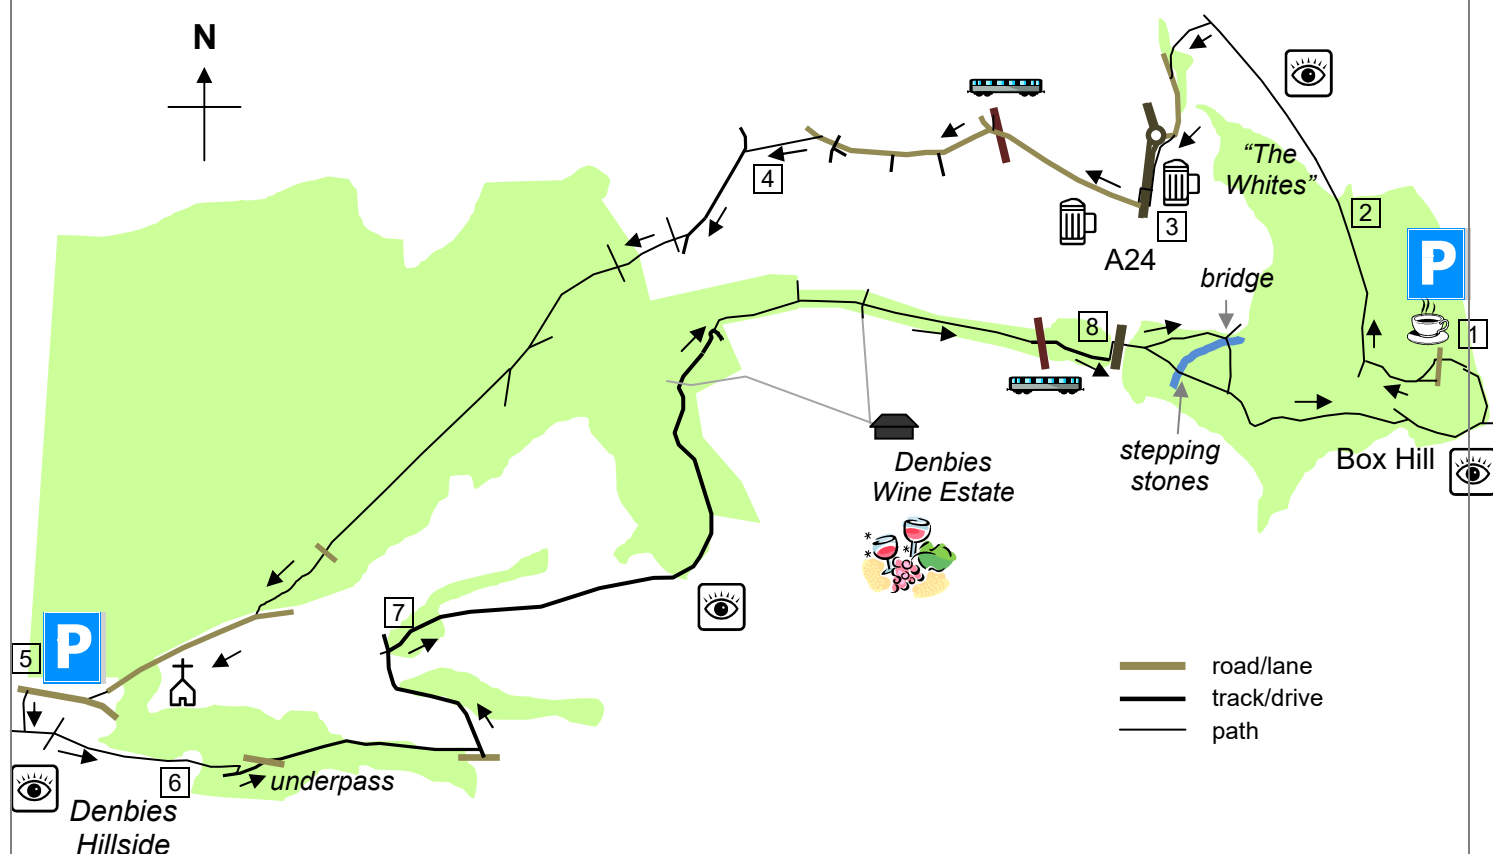 N
“The
Whites”
4
2
3
P
A24
bridge
8
1
stepping
stones
Box Hill
Denbies
Wine Estate
7
5
P
road/lane
track/drive
path
6
underpass
Denbies
Hillside